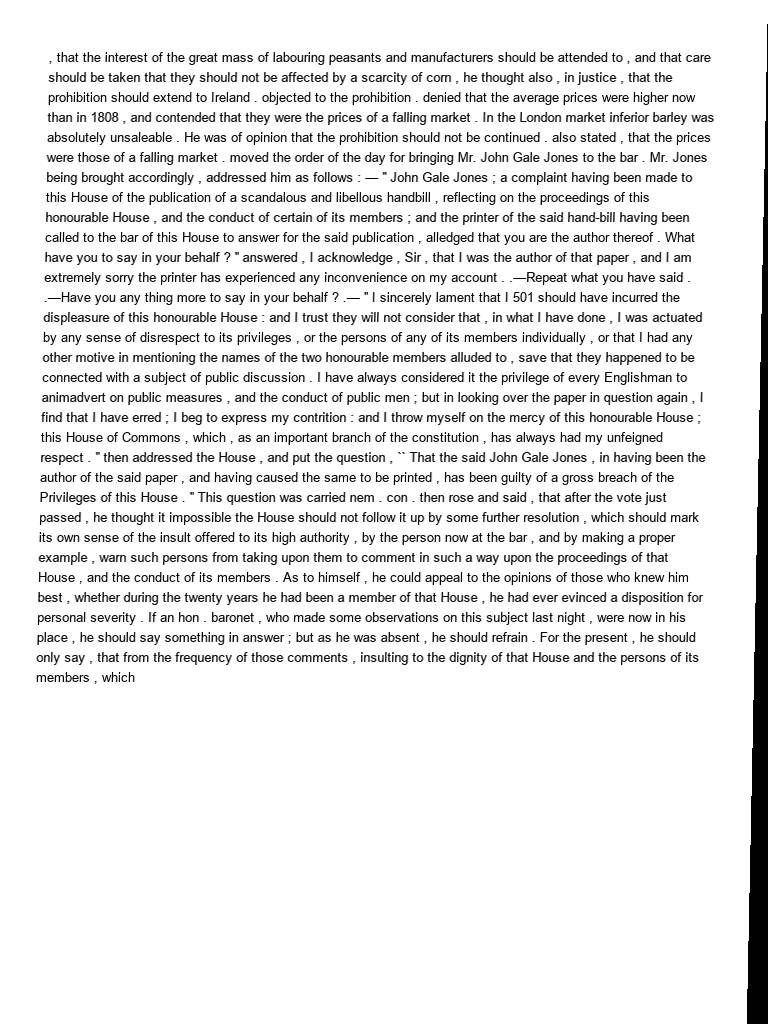 , that the interest of the great mass of labouring peasants and manufacturers should be attended to , and that care
should be taken that they should not be affected by a scarcity of corn , he thought also , in justice , that the
prohibition should extend to Ireland . objected to the prohibition . denied that the average prices were higher now
than in 1808 , and contended that they were the prices of a falling market . In the London market inferior barley was
absolutely unsaleable . He was of opinion that the prohibition should not be continued . also stated , that the prices
were those of a falling market . moved the order of the day for bringing Mr. John Gale Jones to the bar . Mr. Jones
being brought accordingly , addressed him as follows : — " John Gale Jones ; a complaint having been made to
this House of the publication of a scandalous and libellous handbill , reflecting on the proceedings of this
honourable House , and the conduct of certain of its members ; and the printer of the said hand-bill having been
called to the bar of this House to answer for the said publication , alledged that you are the author thereof . What
have you to say in your behalf ? " answered , I acknowledge , Sir , that I was the author of that paper , and I am
extremely sorry the printer has experienced any inconvenience on my account . .—Repeat what you have said .
.—Have you any thing more to say in your behalf ? .— " I sincerely lament that I 501 should have incurred the
displeasure of this honourable House : and I trust they will not consider that , in what I have done , I was actuated
by any sense of disrespect to its privileges , or the persons of any of its members individually , or that I had any
other motive in mentioning the names of the two honourable members alluded to , save that they happened to be
connected with a subject of public discussion . I have always considered it the privilege of every Englishman to
animadvert on public measures , and the conduct of public men ; but in looking over the paper in question again , I
find that I have erred ; I beg to express my contrition : and I throw myself on the mercy of this honourable House ;
this House of Commons , which , as an important branch of the constitution , has always had my unfeigned
respect . " then addressed the House , and put the question , `` That the said John Gale Jones , in having been the
author of the said paper , and having caused the same to be printed , has been guilty of a gross breach of the
Privileges of this House . " This question was carried nem . con . then rose and said , that after the vote just
passed , he thought it impossible the House should not follow it up by some further resolution , which should mark
its own sense of the insult offered to its high authority , by the person now at the bar , and by making a proper
example , warn such persons from taking upon them to comment in such a way upon the proceedings of that
House , and the conduct of its members . As to himself , he could appeal to the opinions of those who knew him
best , whether during the twenty years he had been a member of that House , he had ever evinced a disposition for
personal severity . If an hon . baronet , who made some observations on this subject last night , were now in his
place , he should say something in answer ; but as he was absent , he should refrain . For the present , he should
only say , that from the frequency of those comments , insulting to the dignity of that House and the persons of its
members , which